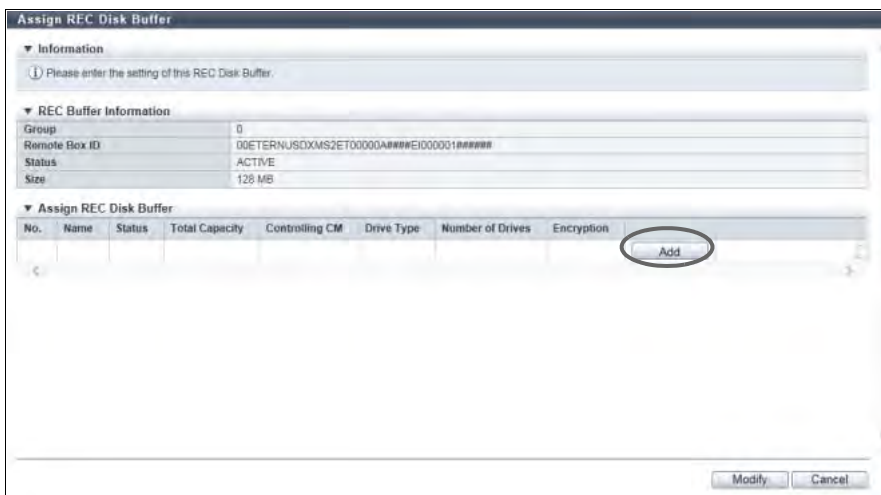 Assign REC Disk Buffer
Information
Please enter the setting of this REC Disk Buffer.
REC Buffer Information
Group 0
Remote Box ID 00ETERNUSDXMS2ET00000A####EI000001######
Status ACTIVE
Size 128 MB
Assign REC Disk Buffer
No. Name Status Total Capacity Controlling CM Drive Type Number of Drives Encryption
Add
Modify Cancel